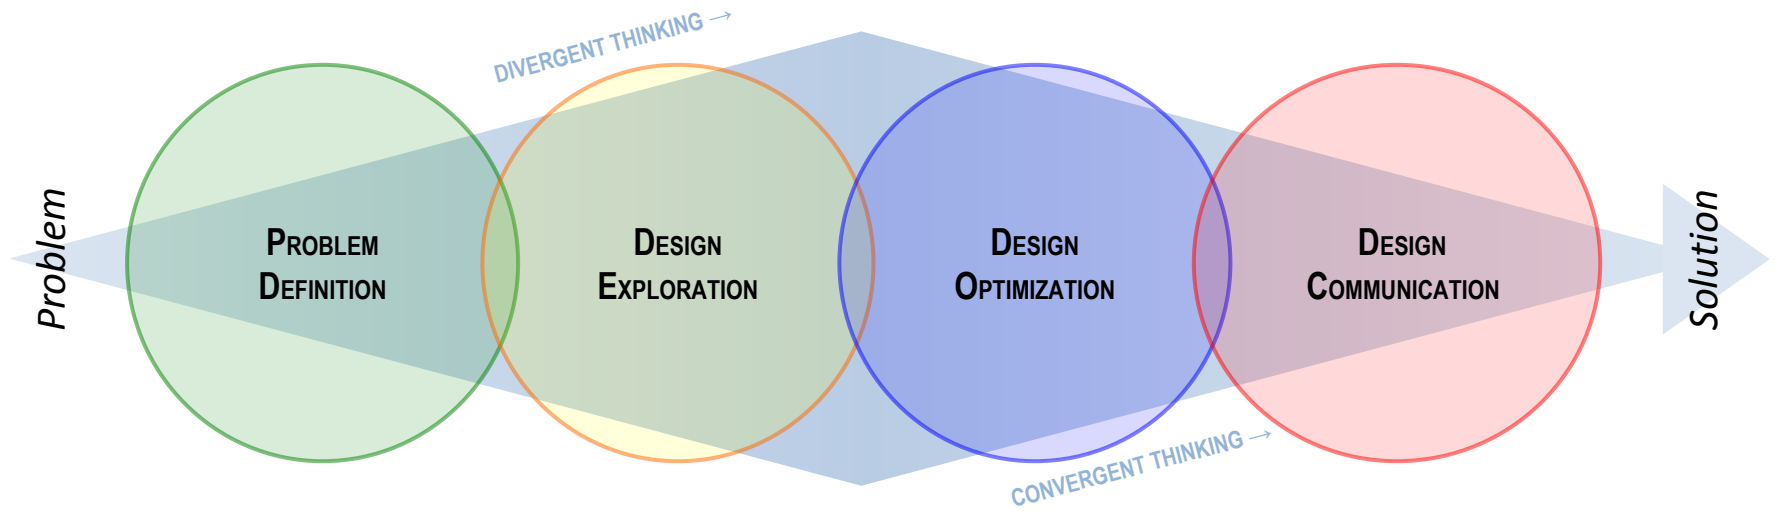 DIVERGENT THINKING →
Problem
PROBLEM
DEFINITION
DESIGN
EXPLORATION
DESIGN
OPTIMIZATION
DESIGN
COMMUNICATION
Solution
CONVERGENT THINKING →